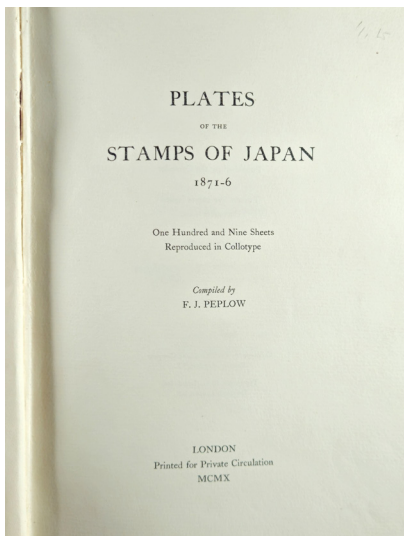 PLATES
OF THE
STAMPS OF JAPAN
1871-6
One Hundred and Nine Sheets
Reproduced in Collotype
Compiled by
F. J. PEPLOW
LONDON
Printed for Private Circulation
MCMX